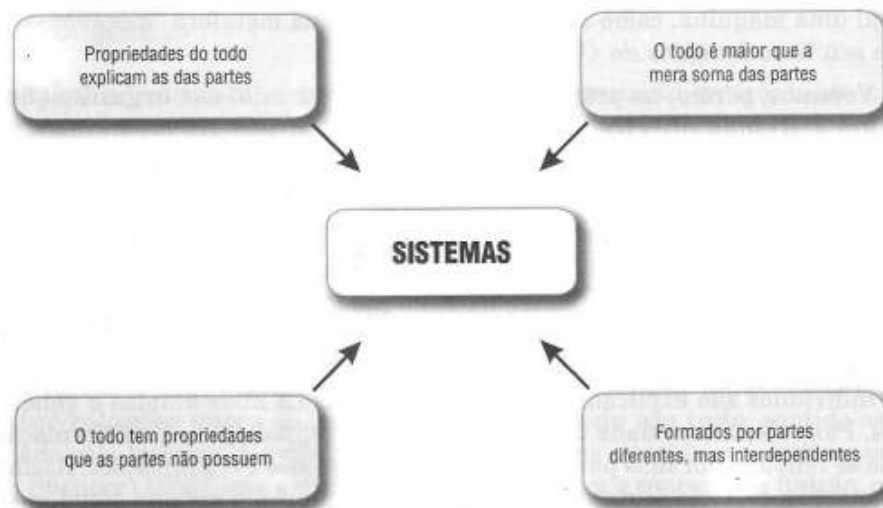 Propriedades do todo
explicam as das partes
O todo é maior que a
mera soma das partes
SISTEMAS
O todo tem propriedades
que as partes não possuem
Formados por partes
diferentes, mas interdependentes